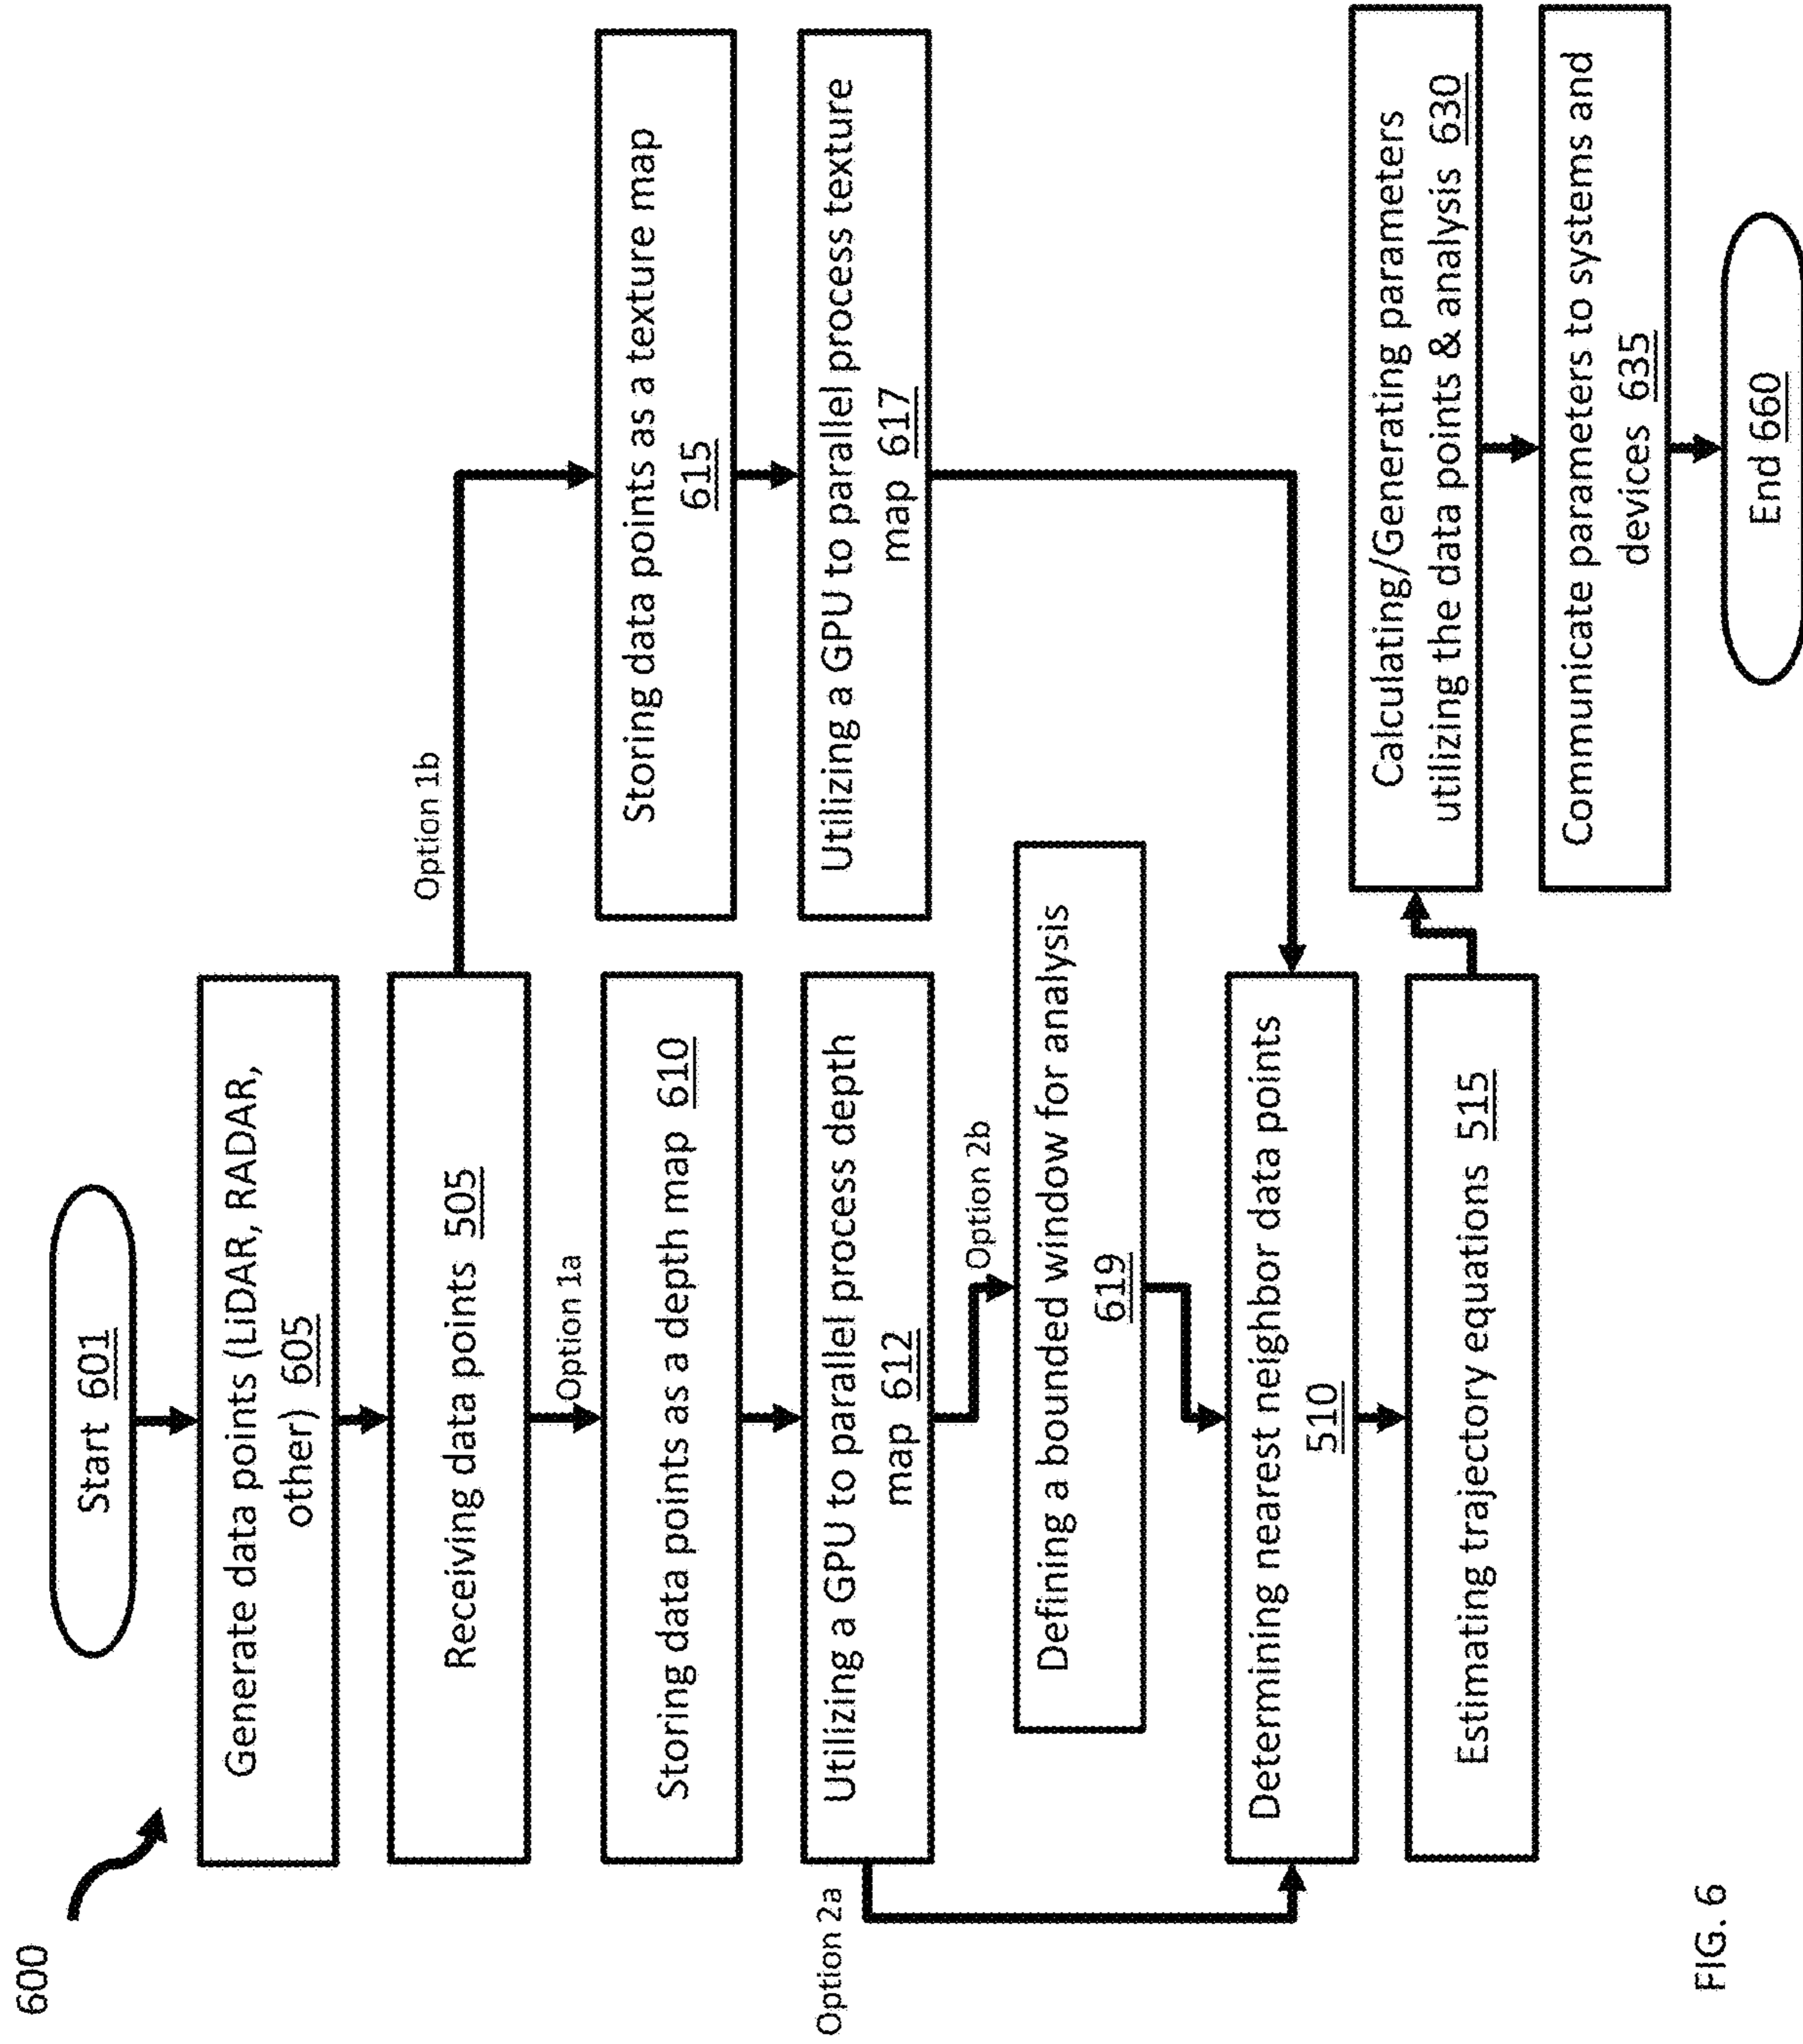 600
Start 601
Generate data points (LiDAR, RADAR,
other) 605
Receiving data points 505
Option 1a
Option 1b
Storing data points as a depth map 610
Storing data points as a texture map
615
Utilizing a GPU to parallel process depth
map 612
Utilizing a GPU to parallel process texture
map 617
Option 2a
Option 2b
Defining a bounded window for analysis
619
Determining nearest neighbor data points
510
Estimating trajectory equations 515
Calculating/Generating parameters
utilizing the data points & analysis 630
Communicate parameters to systems and
devices 635
End 660
FIG. 6